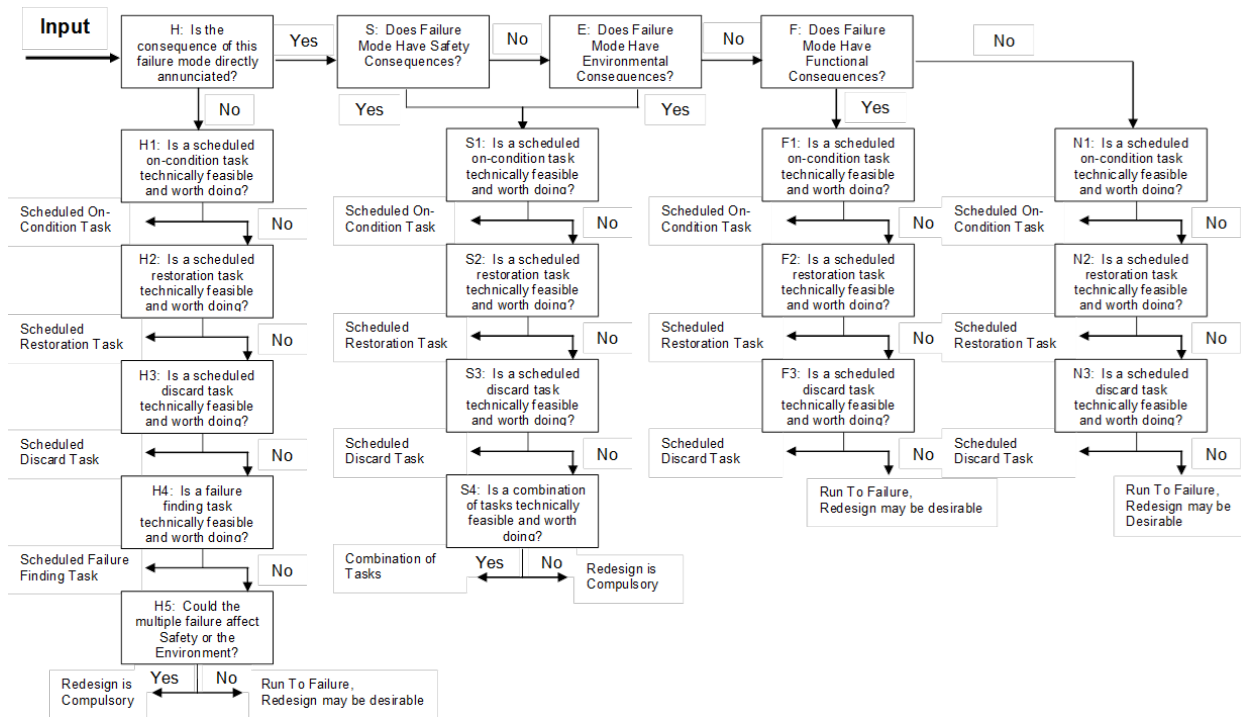 Input
H: Is the
consequence of this
failure mode directly
annunciated?
Yes
S: Does Failure
Mode Have Safety
Consequences?
No
E: Does Failure
Mode Have
Environmental
Consequences?
No
F: Does Failure
Mode Have
Functional
Consequences?
No
No
Yes
Yes
Yes
H1: Is a scheduled
on-condition task
technically feasible
and worth doing?
S1: Is a scheduled
on-condition task
technically feasible
and worth doing?
F1: Is a scheduled
on-condition task
technically feasible
and worth doing?
N1: Is a scheduled
on-condition task
technically feasible
and worth doing?
Scheduled On-
Condition Task
No
Scheduled On-
Condition Task
No
Scheduled On-
Condition Task
No
Scheduled On-
Condition Task
No
H2: Is a scheduled
restoration task
technically feasible
and worth doing?
S2: Is a scheduled
restoration task
technically feasible
and worth doing?
F2: Is a scheduled
restoration task
technically feasible
and worth doing?
N2: Is a scheduled
restoration task
technically feasible
and worth doing?
Scheduled
Restoration Task
No
Scheduled
Restoration Task
No
Scheduled
Restoration Task
No
Scheduled
Restoration Task
No
H3: Is a scheduled
discard task
technically feasible
and worth doing?
S3: Is a scheduled
discard task
technically feasible
and worth doing?
F3: Is a scheduled
discard task
technically feasible
and worth doing?
N3: Is a scheduled
discard task
technically feasible
and worth doing?
Scheduled
Discard Task
No
Scheduled
Discard Task
No
Scheduled
Discard Task
No
Scheduled
Discard Task
No
H4: Is a failure
finding task
technically feasible
and worth doing?
S4: Is a combination
of tasks technically
feasible and worth
doing?
Run To Failure,
Redesign may be desirable
Run To Failure,
Redesign may be
Desirable
Scheduled Failure
Finding Task
No
Combination of
Tasks
Yes
No
Redesign is
Compulsory
H5: Could the
multiple failure affect
Safety or the
Environment?
Redesign is
Compulsory
Yes
No
Run To Failure,
Redesign may be desirable